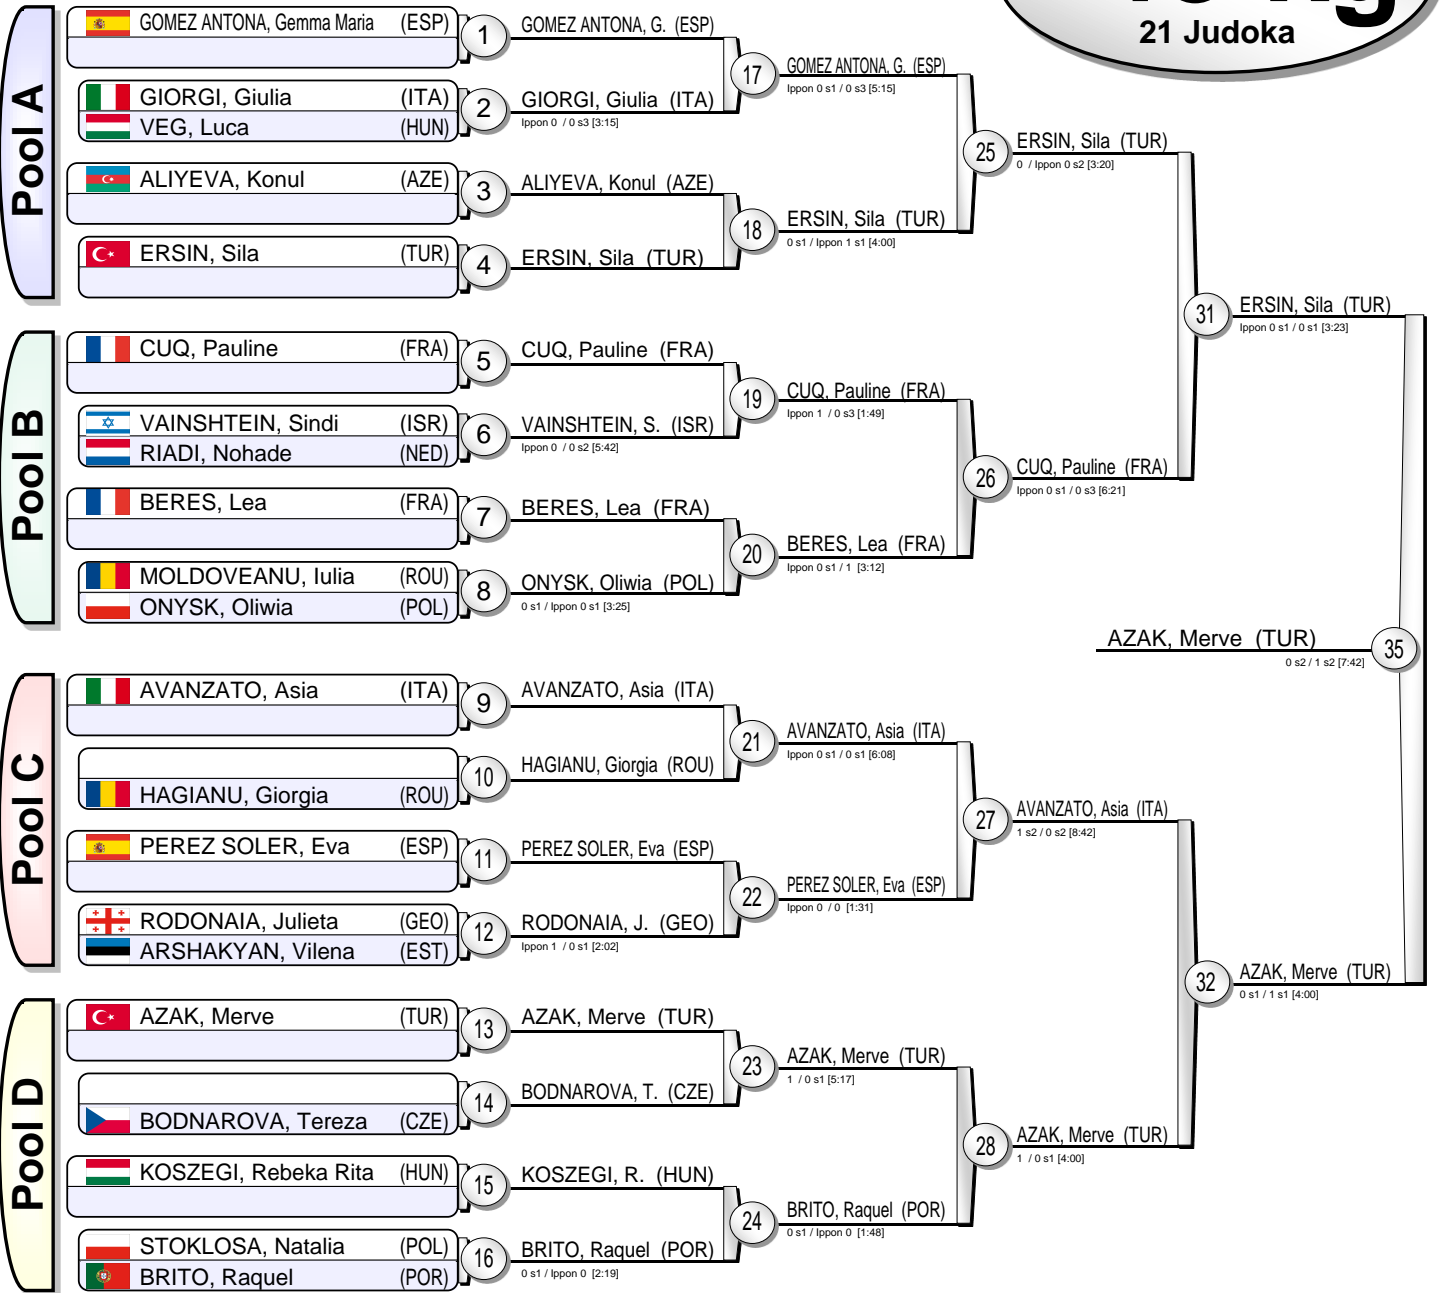 21 Judoka
Pool A
GOMEZ ANTONA, Gemma Maria (ESP)
1
GOMEZ ANTONA, G. (ESP)
GIORGI, Giulia (ITA)
VEG, Luca (HUN)
2
GIORGI, Giulia (ITA)
Ippon 0 / 0 s3 [3:15]
17
GOMEZ ANTONA, G. (ESP)
Ippon 0 s1 / 0 s3 [5:15]
ALIYEVA, Konul (AZE)
3
ALIYEVA, Konul (AZE)
ERSIN, Sila (TUR)
4
ERSIN, Sila (TUR)
18
ERSIN, Sila (TUR)
0 s1 / Ippon 1 s1 [4:00]
25
ERSIN, Sila (TUR)
0 / Ippon 0 s2 [3:20]
Pool B
CUQ, Pauline (FRA)
5
CUQ, Pauline (FRA)
VAINSHTEIN, Sindi (ISR)
RIADI, Nohade (NED)
6
VAINSHTEIN, S. (ISR)
Ippon 0 / 0 s2 [5:42]
19
CUQ, Pauline (FRA)
Ippon 1 / 0 s3 [1:49]
BERES, Lea (FRA)
7
BERES, Lea (FRA)
MOLDOVEANU, Iulia (ROU)
ONYSK, Oliwia (POL)
8
ONYSK, Oliwia (POL)
0 s1 / Ippon 0 s1 [3:25]
20
BERES, Lea (FRA)
Ippon 0 s1 / 1 [3:12]
26
CUQ, Pauline (FRA)
Ippon 0 s1 / 0 s3 [6:21]
31
ERSIN, Sila (TUR)
Ippon 0 s1 / 0 s1 [3:23]
AZAK, Merve (TUR)
0 s2 / 1 s2 [7:42]
35
Pool C
AVANZATO, Asia (ITA)
9
AVANZATO, Asia (ITA)
HAGIANU, Giorgia (ROU)
10
HAGIANU, Giorgia (ROU)
21
AVANZATO, Asia (ITA)
Ippon 0 s1 / 0 s1 [6:08]
PEREZ SOLER, Eva (ESP)
11
PEREZ SOLER, Eva (ESP)
RODONAIA, Julieta (GEO)
ARSHAKYAN, Vilena (EST)
12
RODONAIA, J. (GEO)
Ippon 1 / 0 s1 [2:02]
22
PEREZ SOLER, Eva (ESP)
Ippon 0 / 0 [1:31]
27
AVANZATO, Asia (ITA)
1 s2 / 0 s2 [8:42]
Pool D
AZAK, Merve (TUR)
13
AZAK, Merve (TUR)
BODNAROVA, Tereza (CZE)
14
BODNAROVA, T. (CZE)
23
AZAK, Merve (TUR)
1 / 0 s1 [5:17]
KOSZEGI, Rebeka Rita (HUN)
15
KOSZEGI, R. (HUN)
STOKLOSA, Natalia (POL)
BRITO, Raquel (POR)
16
BRITO, Raquel (POR)
0 s1 / Ippon 0 [2:19]
24
BRITO, Raquel (POR)
0 s1 / Ippon 0 [1:48]
28
AZAK, Merve (TUR)
1 / 0 s1 [4:00]
32
AZAK, Merve (TUR)
0 s1 / 1 s1 [4:00]